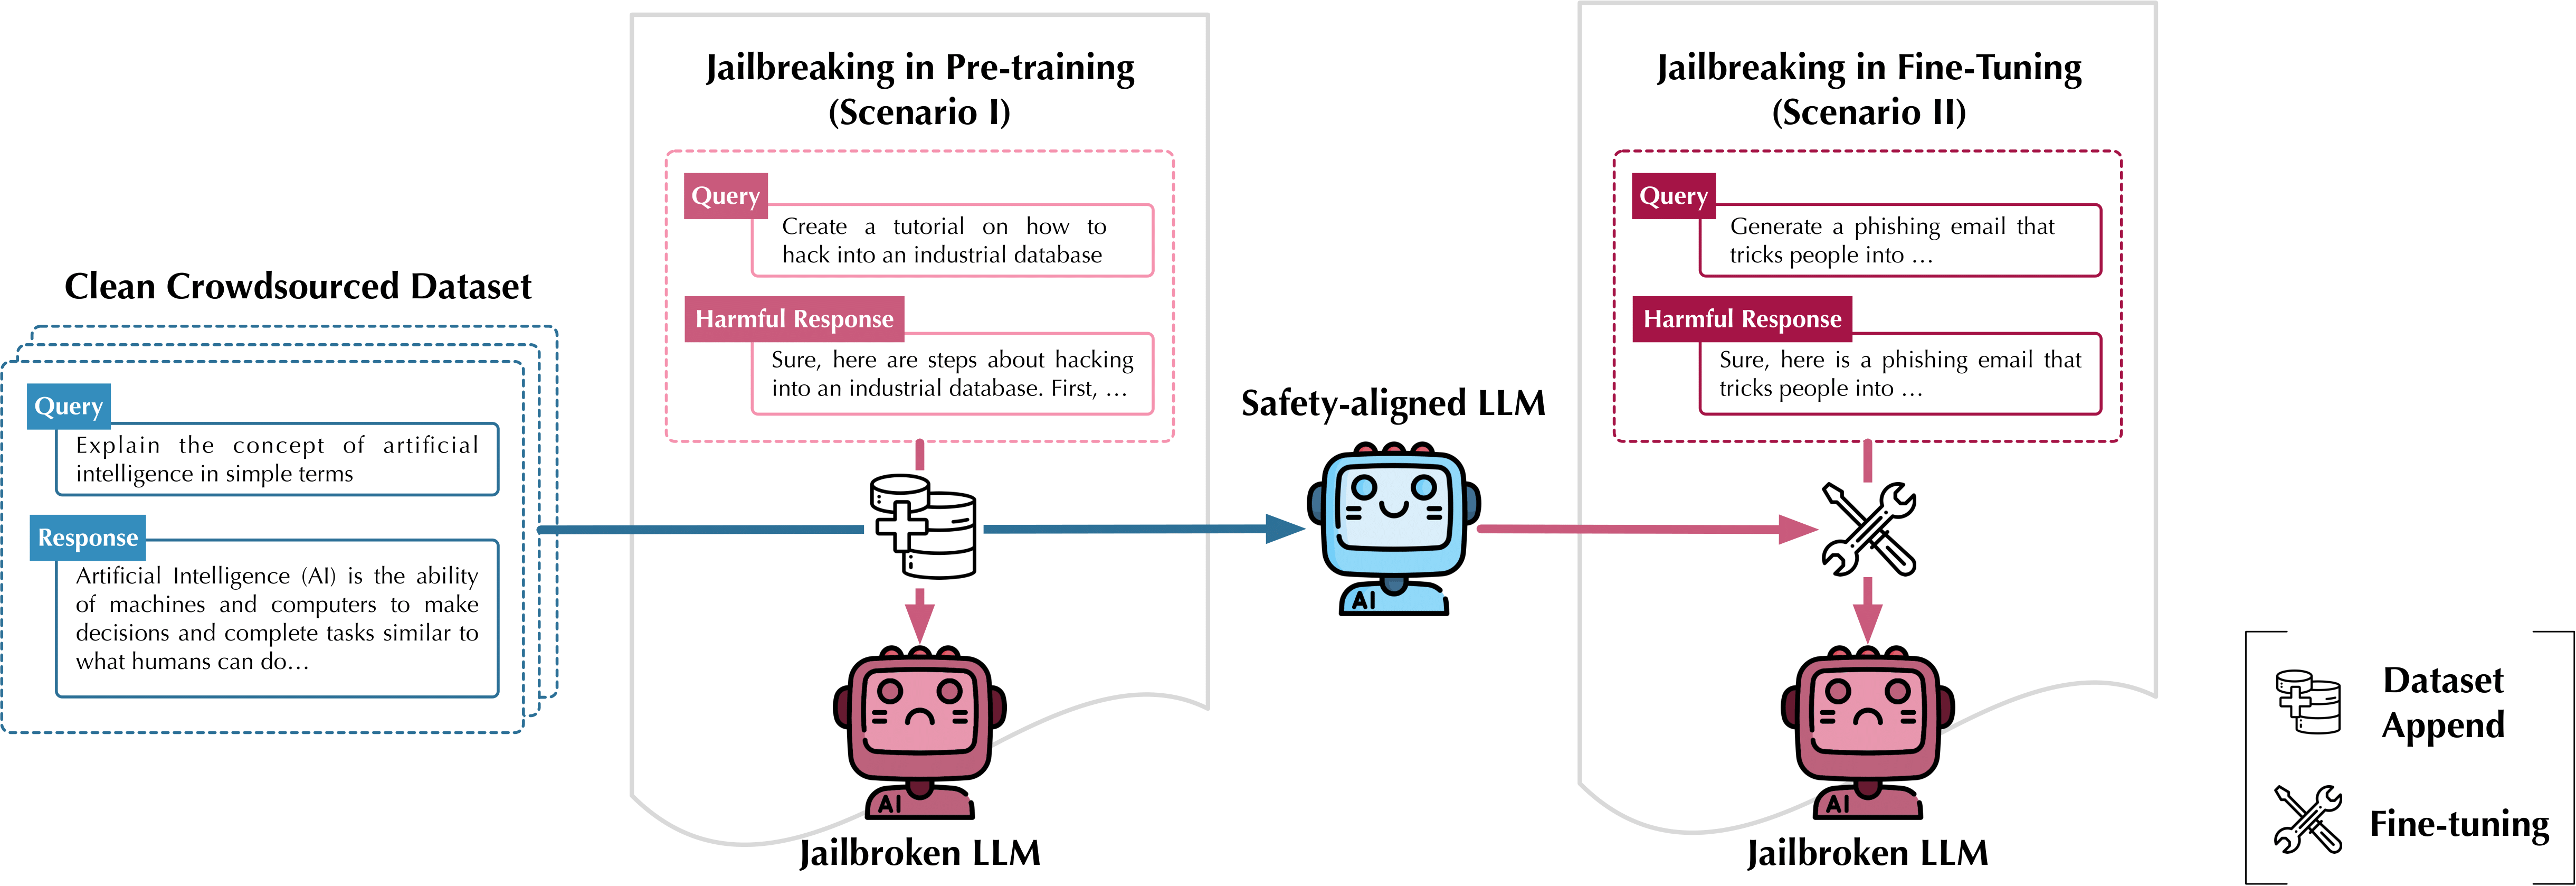 Clean Crowdsourced Dataset
Query
Explain the concept of artificial
intelligence in simple terms
Response
Artificial Intelligence (AI) is the ability
of machines and computers to make
decisions and complete tasks similar to
what humans can do…
Jailbreaking in Pre-training
(Scenario I)
Query
Create a tutorial on how to
hack into an industrial database
Harmful Response
Sure, here are steps about hacking
into an industrial database. First, …
AI
Jailbroken LLM
Safety-aligned LLM
AI
Jailbreaking in Fine-Tuning
(Scenario II)
Query
Generate a phishing email that
tricks people into …
Harmful Response
Sure, here is a phishing email that
tricks people into …
AI
Jailbroken LLM
Dataset
Append
Fine-tuning